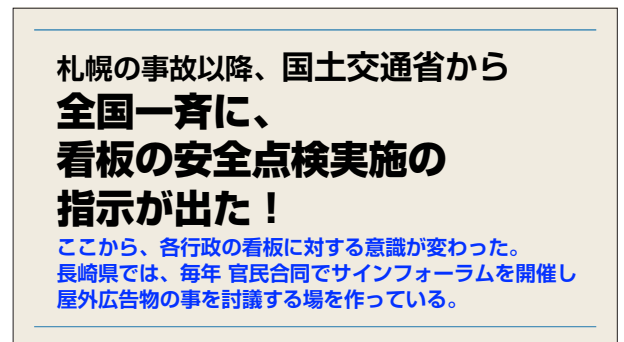 札幌の事故以降、国土交通省から
全国一斉に、
看板の安全点検実施の
指示が出た！
ここから、各行政の看板に対する意識が変わった。
長崎県では、毎年 官民合同でサインフォーラムを開催し
屋外広告物の事を討議する場を作っている。